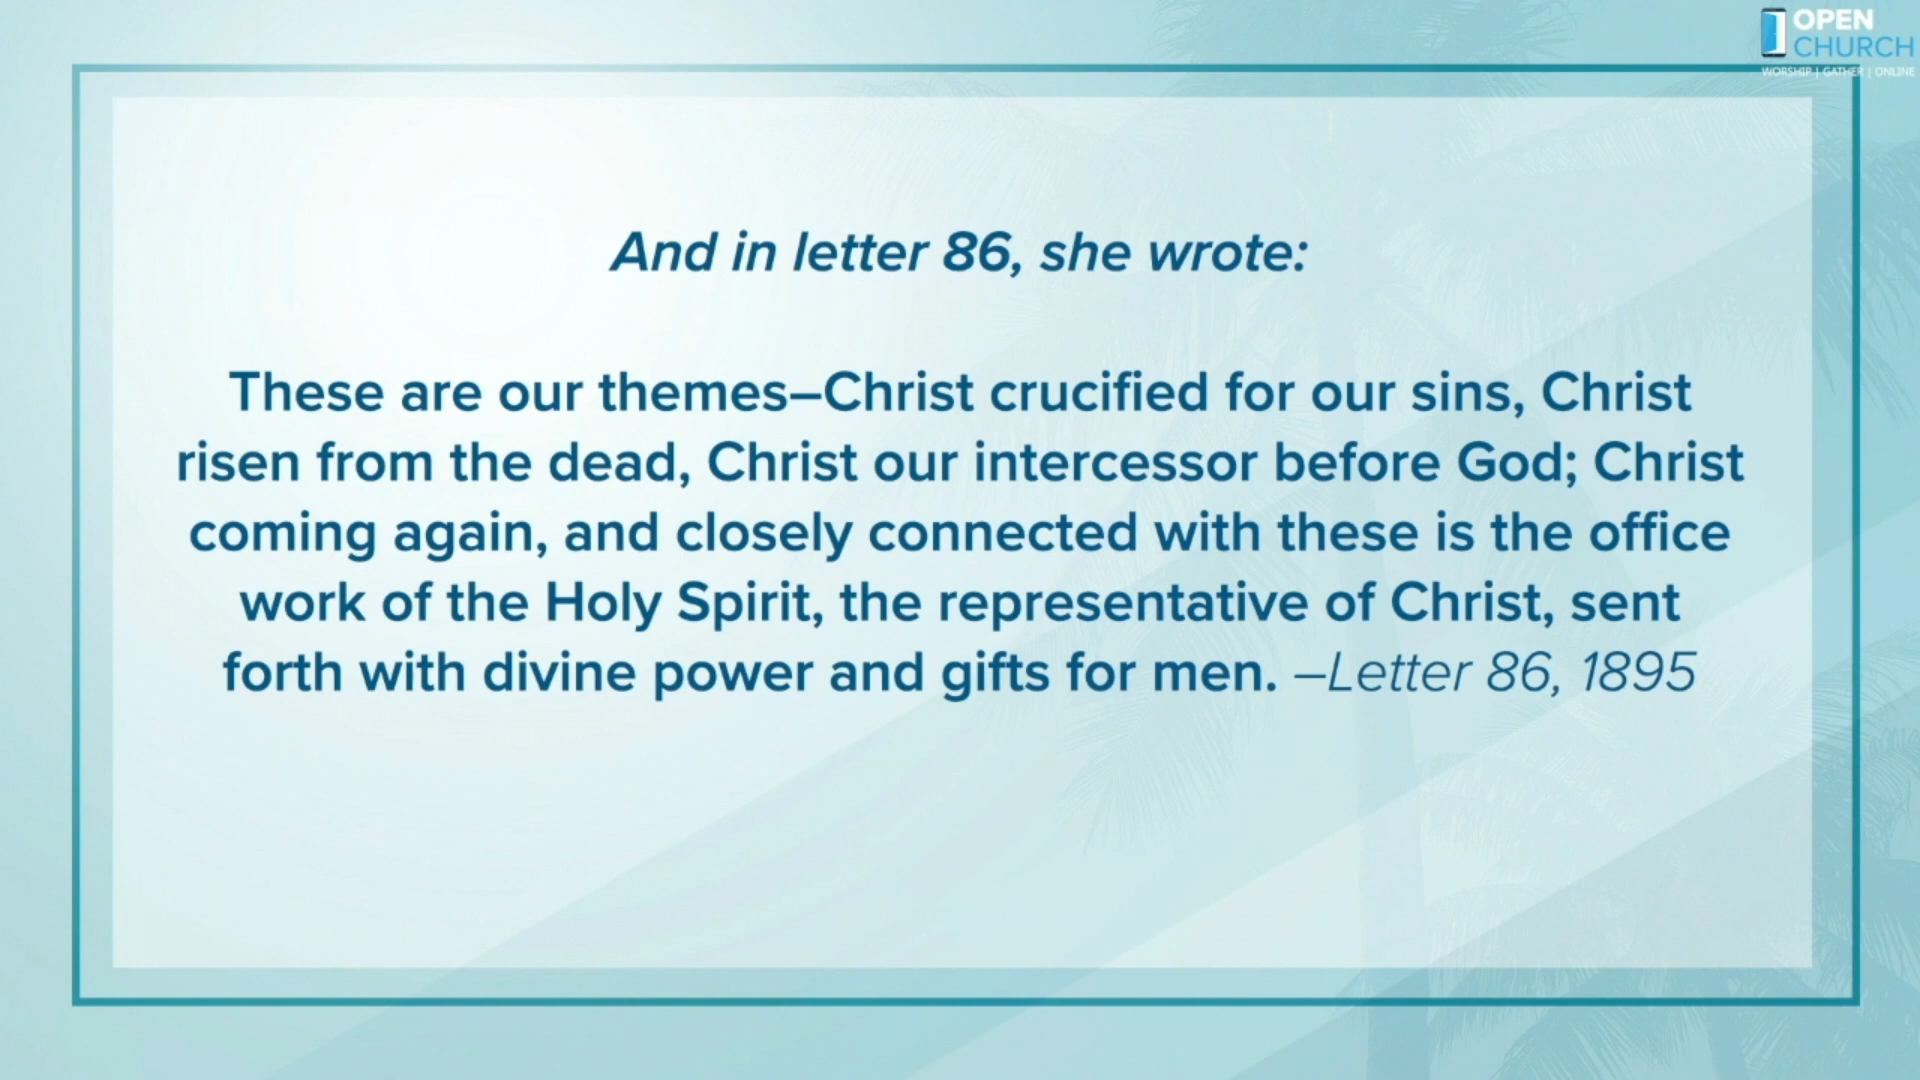 OPEN
CHURCH
WORSHIP | GATHER | ONLINE
And in letter 86, she wrote:
These are our themes–Christ crucified for our sins, Christ
risen from the dead, Christ our intercessor before God; Christ
coming again, and closely connected with these is the office
work of the Holy Spirit, the representative of Christ, sent
forth with divine power and gifts for men. –Letter 86, 1895